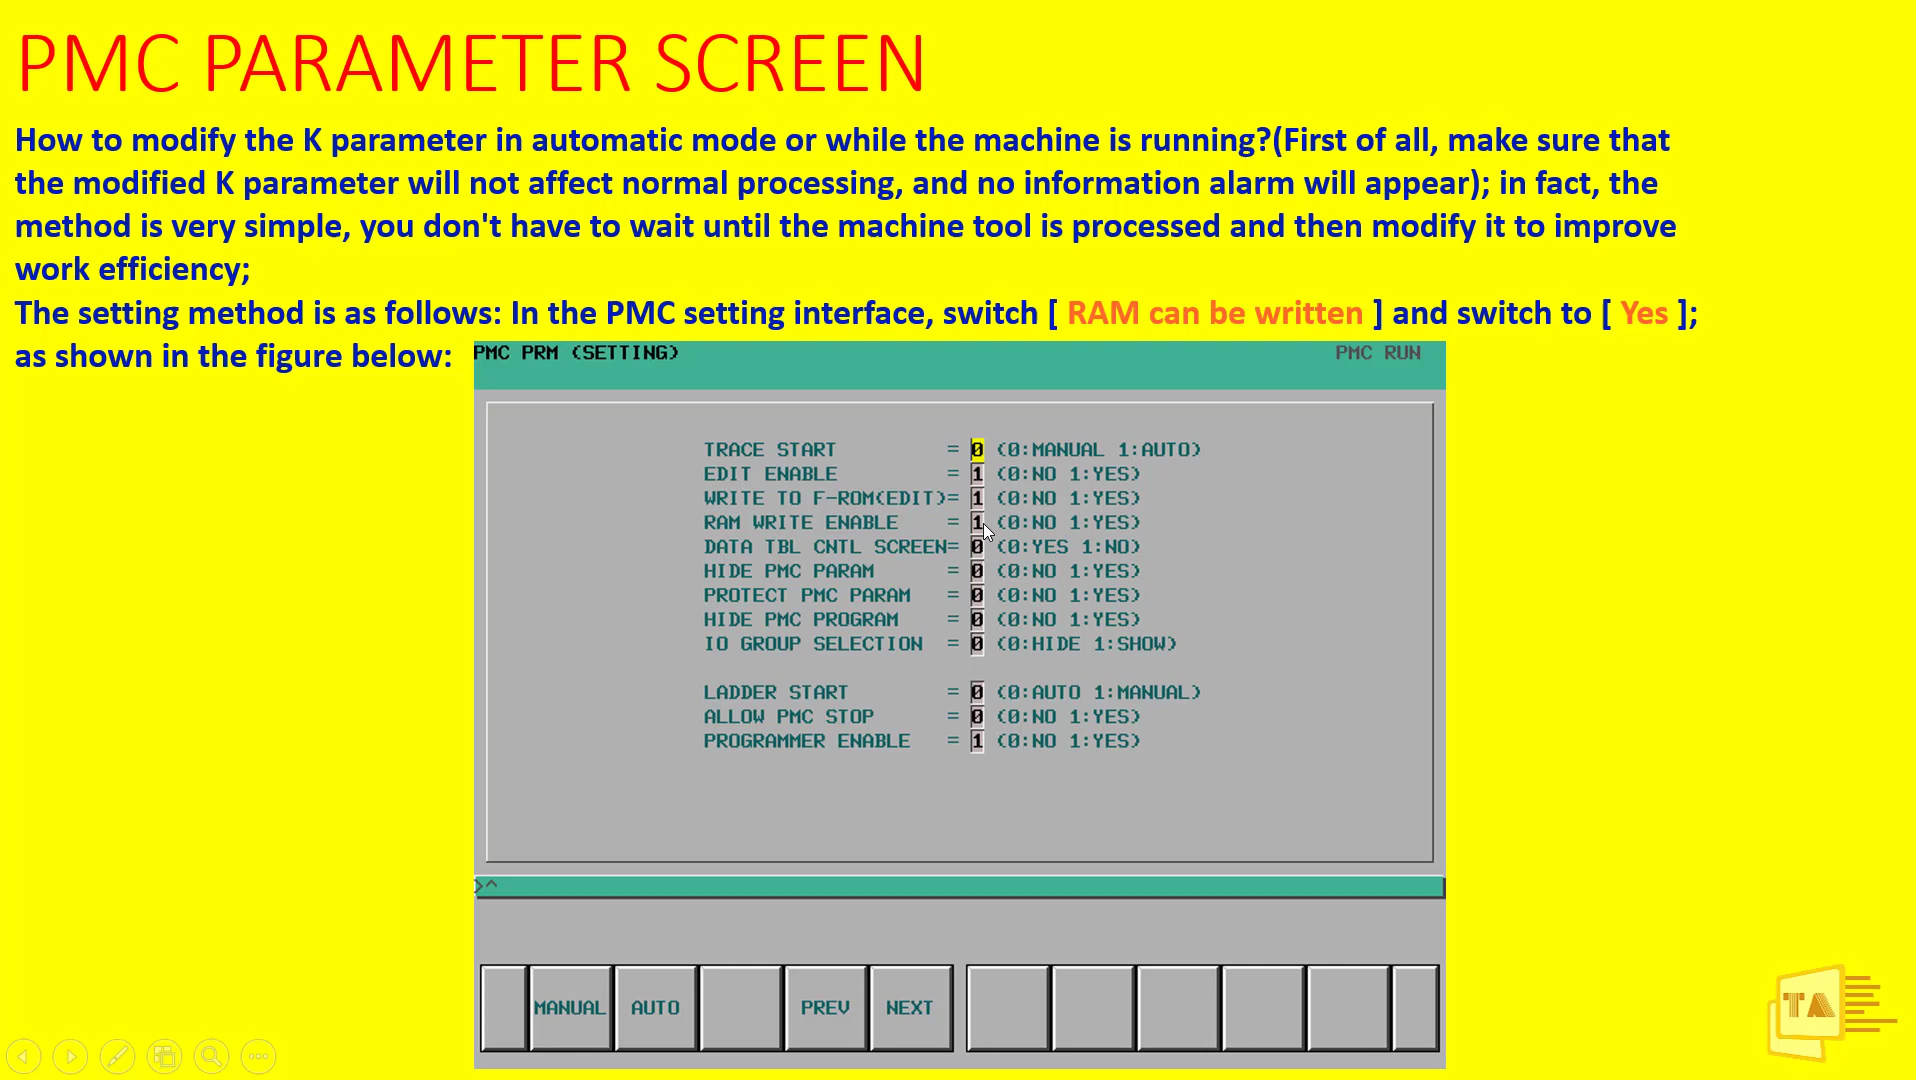 PMC PARAMETER SCREEN
How to modify the K parameter in automatic mode or while the machine is running?(First of all, make sure that
the modified K parameter will not affect normal processing, and no information alarm will appear); in fact, the
method is very simple, you don't have to wait until the machine tool is processed and then modify it to improve
work efficiency;
The setting method is as follows: In the PMC setting interface, switch [ RAM can be written ] and switch to [ Yes ];
as shown in the figure below:
PMC PRM (SETTING) PMC RUN
TRACE START = 0 (0:MANUAL 1:AUTO)
EDIT ENABLE = 1 (0:NO 1:YES)
WRITE TO F-ROM(EDIT)= 1 (0:NO 1:YES)
RAM WRITE ENABLE = 1 (0:NO 1:YES)
DATA TBL CNTL SCREEN= 0 (0:YES 1:NO)
HIDE PMC PARAM = 0 (0:NO 1:YES)
PROTECT PMC PARAM = 0 (0:NO 1:YES)
HIDE PMC PROGRAM = 0 (0:NO 1:YES)
IO GROUP SELECTION = 0 (0:HIDE 1:SHOW)
LADDER START = 0 (0:AUTO 1:MANUAL)
ALLOW PMC STOP = 0 (0:NO 1:YES)
PROGRAMMER ENABLE = 1 (0:NO 1:YES)
>^
MANUAL AUTO PREV NEXT
TA